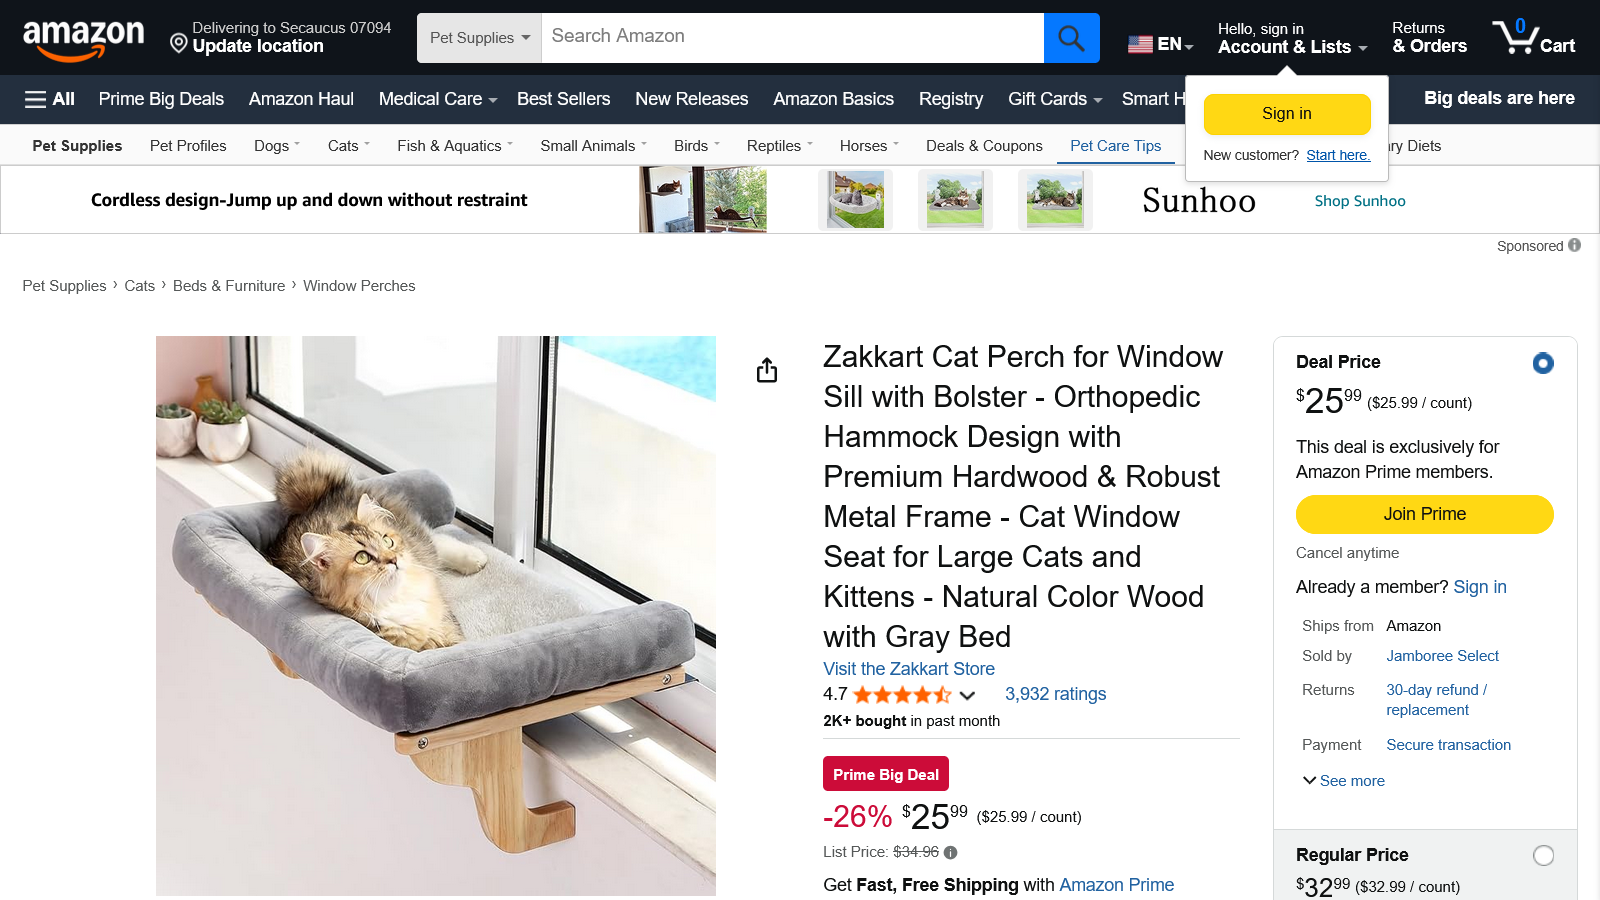 amazon
Delivering to Secaucus 07094
Update location
Pet Supplies
Search Amazon
EN
Hello, sign in
Account & Lists
Returns
& Orders
0
Cart
All
Prime Big Deals
Amazon Haul
Medical Care
Best Sellers
New Releases
Amazon Basics
Registry
Gift Cards
Smart H
Big deals are here
Sign in
New customer? Start here.
Pet Supplies
Pet Profiles
Dogs
Cats
Fish & Aquatics
Small Animals
Birds
Reptiles
Horses
Deals & Coupons
Pet Care Tips
ry Diets
Cordless design-Jump up and down without restraint
Sunhoo
Shop Sunhoo
Sponsored
Pet Supplies › Cats › Beds & Furniture › Window Perches
Zakkart Cat Perch for Window
Sill with Bolster - Orthopedic
Hammock Design with
Premium Hardwood & Robust
Metal Frame - Cat Window
Seat for Large Cats and
Kittens - Natural Color Wood
with Gray Bed
Visit the Zakkart Store
4.7
3,932 ratings
2K+ bought in past month
Prime Big Deal
-26% $25.99 ($25.99 / count)
List Price: $34.96
Get Fast, Free Shipping with Amazon Prime
Deal Price
$25.99 ($25.99 / count)
This deal is exclusively for
Amazon Prime members.
Join Prime
Cancel anytime
Already a member? Sign in
Ships from Amazon
Sold by Jamboree Select
Returns 30-day refund /
replacement
Payment Secure transaction
See more
Regular Price
$32.99 ($32.99 / count)